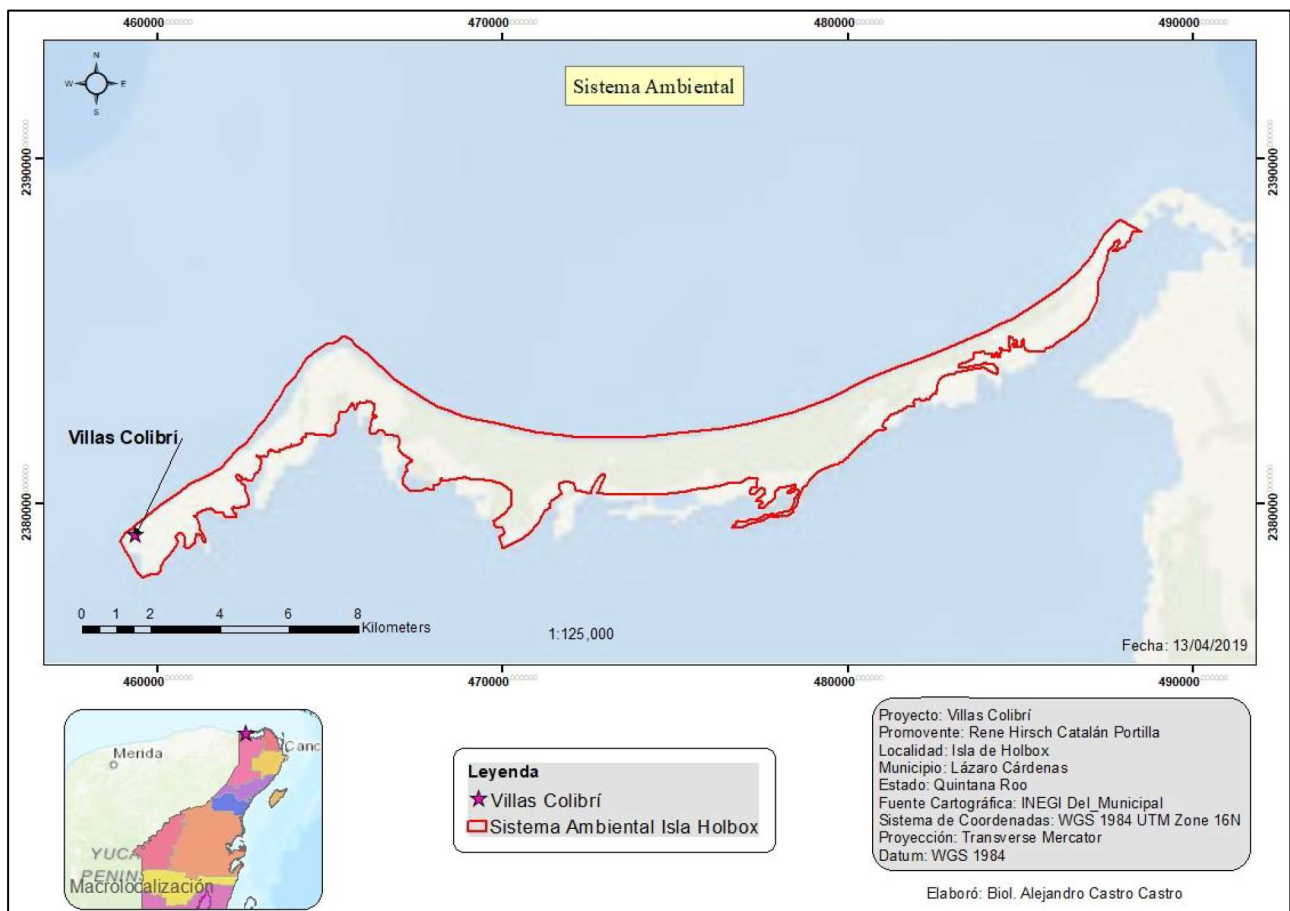 460000 470000 480000 490000
N
W E
S
Sistema Ambiental
2390000
2390000
Villas Colibrí
2380000
2380000
0 1 2 4 6 8
Kilometers
1:125,000
Fecha: 13/04/2019
460000 470000 480000 490000
Merida
Canc
YUCA
PENIN
Macrolocalización
Leyenda
Villas Colibrí
Sistema Ambiental Isla Holbox
Proyecto: Villas Colibrí
Promovente: Rene Hirsch Catalán Portilla
Localidad: Isla de Holbox
Municipio: Lázaro Cárdenas
Estado: Quintana Roo
Fuente Cartográfica: INEGI Del_Municipal
Sistema de Coordenadas: WGS 1984 UTM Zone 16N
Proyección: Transverse Mercator
Datum: WGS 1984
Elaboró: Biol. Alejandro Castro Castro